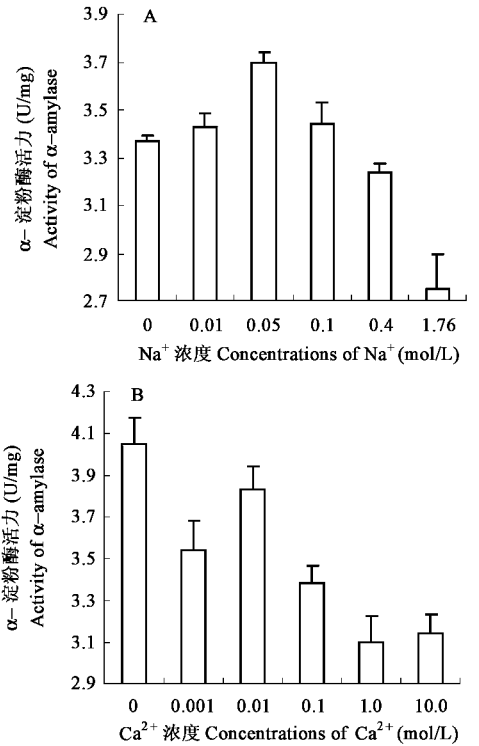 A
α- 淀粉酶活力 (U/mg)
Activity of α-amylase
3.9
3.7
3.5
3.3
3.1
2.9
2.7
0 0.01 0.05 0.1 0.4 1.76
Na⁺ 浓度 Concentrations of Na⁺ (mol/L)
B
α- 淀粉酶活力 (U/mg)
Activity of α-amylase
4.3
4.1
3.9
3.7
3.5
3.3
3.1
2.9
0 0.001 0.01 0.1 1.0 10.0
Ca²⁺ 浓度 Concentrations of Ca²⁺ (mol/L)